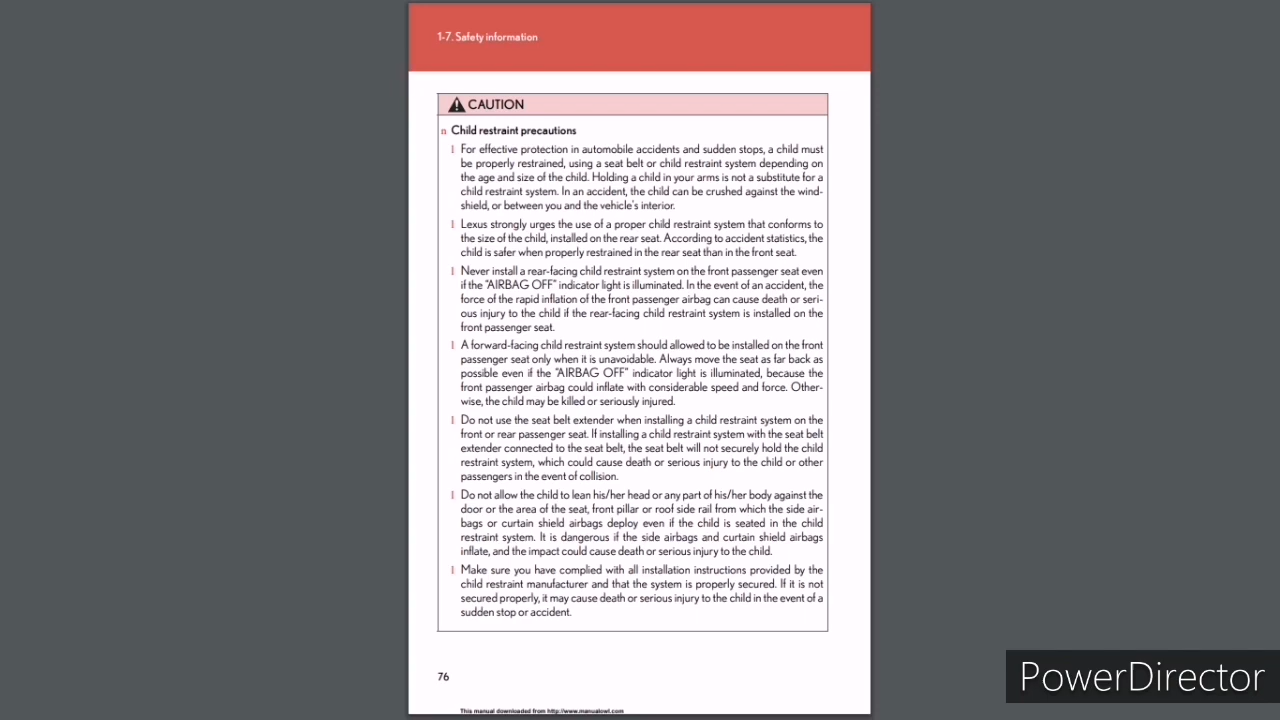 1-7. Safety information
CAUTION
n Child restraint precautions
l For effective protection in automobile accidents and sudden stops, a child must
be properly restrained, using a seat belt or child restraint system depending on
the age and size of the child. Holding a child in your arms is not a substitute for a
child restraint system. In an accident, the child can be crushed against the wind-
shield, or between you and the vehicle's interior.
l Lexus strongly urges the use of a proper child restraint system that conforms to
the size of the child, installed on the rear seat. According to accident statistics, the
child is safer when properly restrained in the rear seat than in the front seat.
l Never install a rear-facing child restraint system on the front passenger seat even
if the "AIRBAG OFF" indicator light is illuminated. In the event of an accident, the
force of the rapid inflation of the front passenger airbag can cause death or seri-
ous injury to the child if the rear-facing child restraint system is installed on the
front passenger seat.
l A forward-facing child restraint system should allowed to be installed on the front
passenger seat only when it is unavoidable. Always move the seat as far back as
possible even if the "AIRBAG OFF" indicator light is illuminated, because the
front passenger airbag could inflate with considerable speed and force. Other-
wise, the child may be killed or seriously injured.
l Do not use the seat belt extender when installing a child restraint system on the
front or rear passenger seat. If installing a child restraint system with the seat belt
extender connected to the seat belt, the seat belt will not securely hold the child
restraint system, which could cause death or serious injury to the child or other
passengers in the event of collision.
l Do not allow the child to lean his/her head or any part of his/her body against the
door or the area of the seat, front pillar or roof side rail from which the side air-
bags or curtain shield airbags deploy even if the child is seated in the child
restraint system. It is dangerous if the side airbags and curtain shield airbags
inflate, and the impact could cause death or serious injury to the child.
l Make sure you have complied with all installation instructions provided by the
child restraint manufacturer and that the system is properly secured. If it is not
secured properly, it may cause death or serious injury to the child in the event of a
sudden stop or accident.
76
This manual downloaded from http://www.manualowl.com
PowerDirector